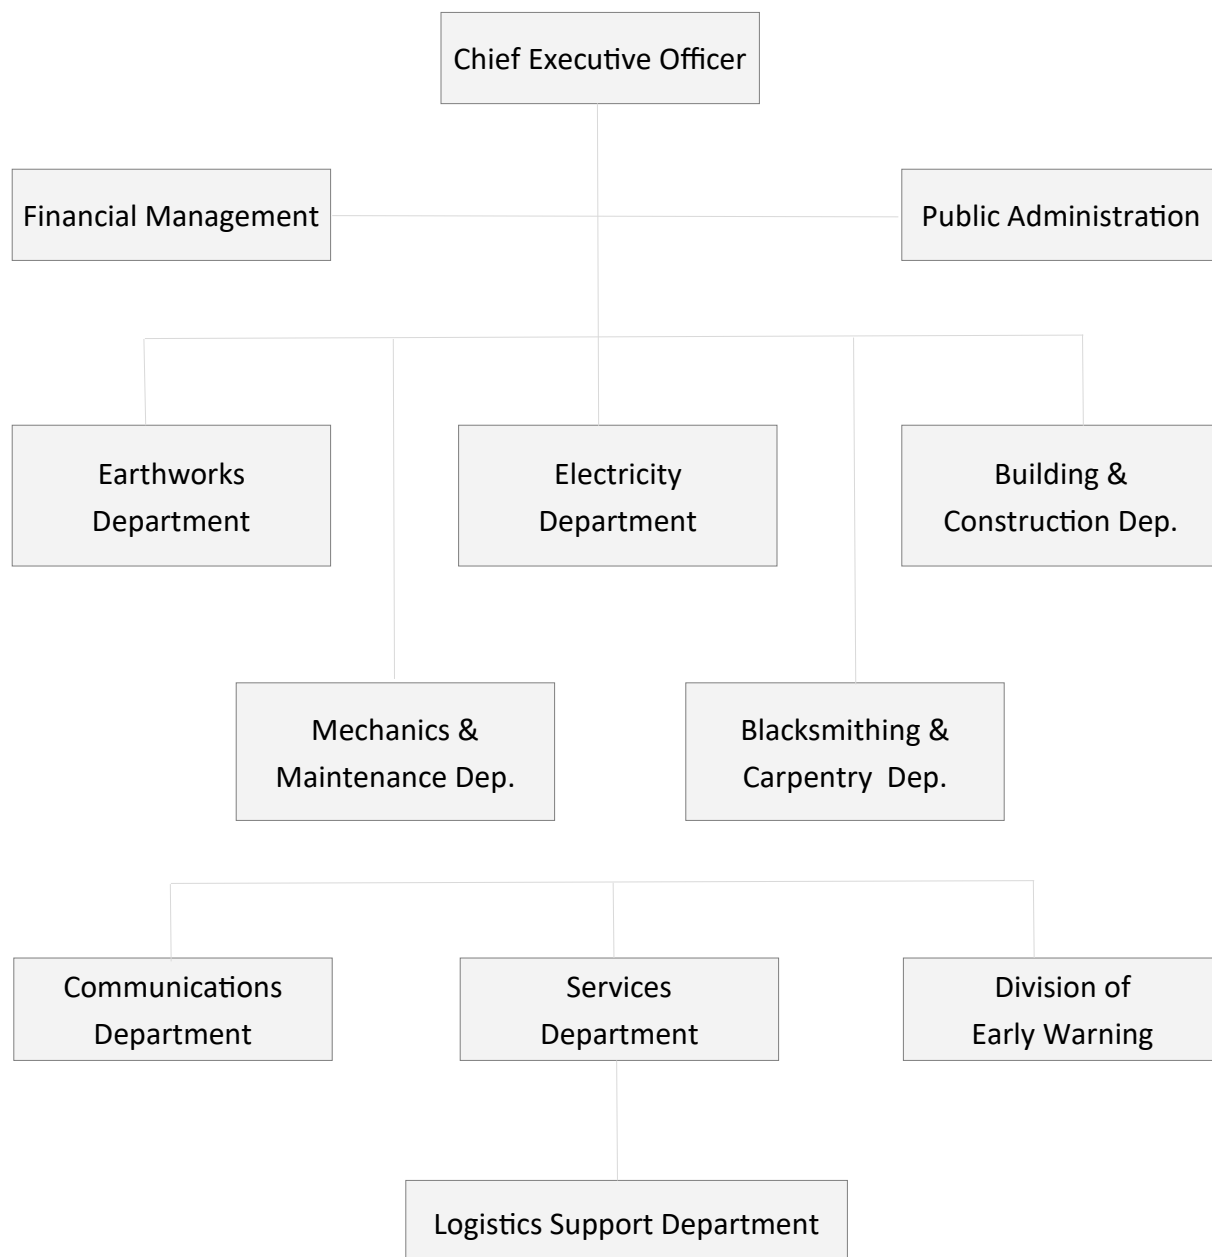 Chief Executive Officer
Financial Management
Public Administration
Earthworks
Department
Electricity
Department
Building &
Construction Dep.
Mechanics &
Maintenance Dep.
Blacksmithing &
Carpentry Dep.
Communications
Department
Services
Department
Division of
Early Warning
Logistics Support Department